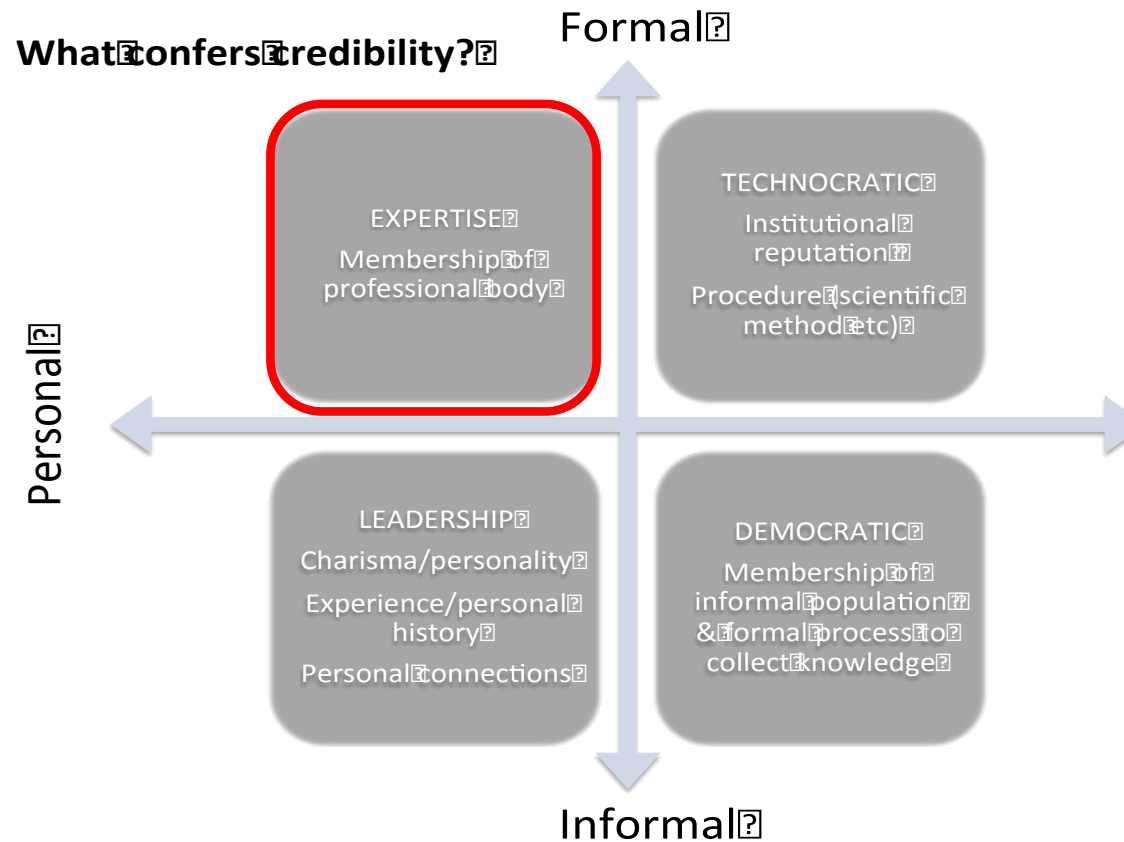 Formal⍰
What⍰confers⍰credibility?⍰
EXPERTISE⍰
Membership⍰of⍰
professional⍰body⍰
TECHNOCRATIC⍰
Institutional⍰
reputation⍰⍰
Procedure⍰(scientific⍰
method⍰etc)⍰
Personal⍰
LEADERSHIP⍰
Charisma/personality⍰
Experience/personal⍰
history⍰
Personal⍰connections⍰
DEMOCRATIC⍰
Membership⍰of⍰
informal⍰population⍰⍰
&⍰formal⍰process⍰to⍰
collect⍰knowledge⍰
Informal⍰